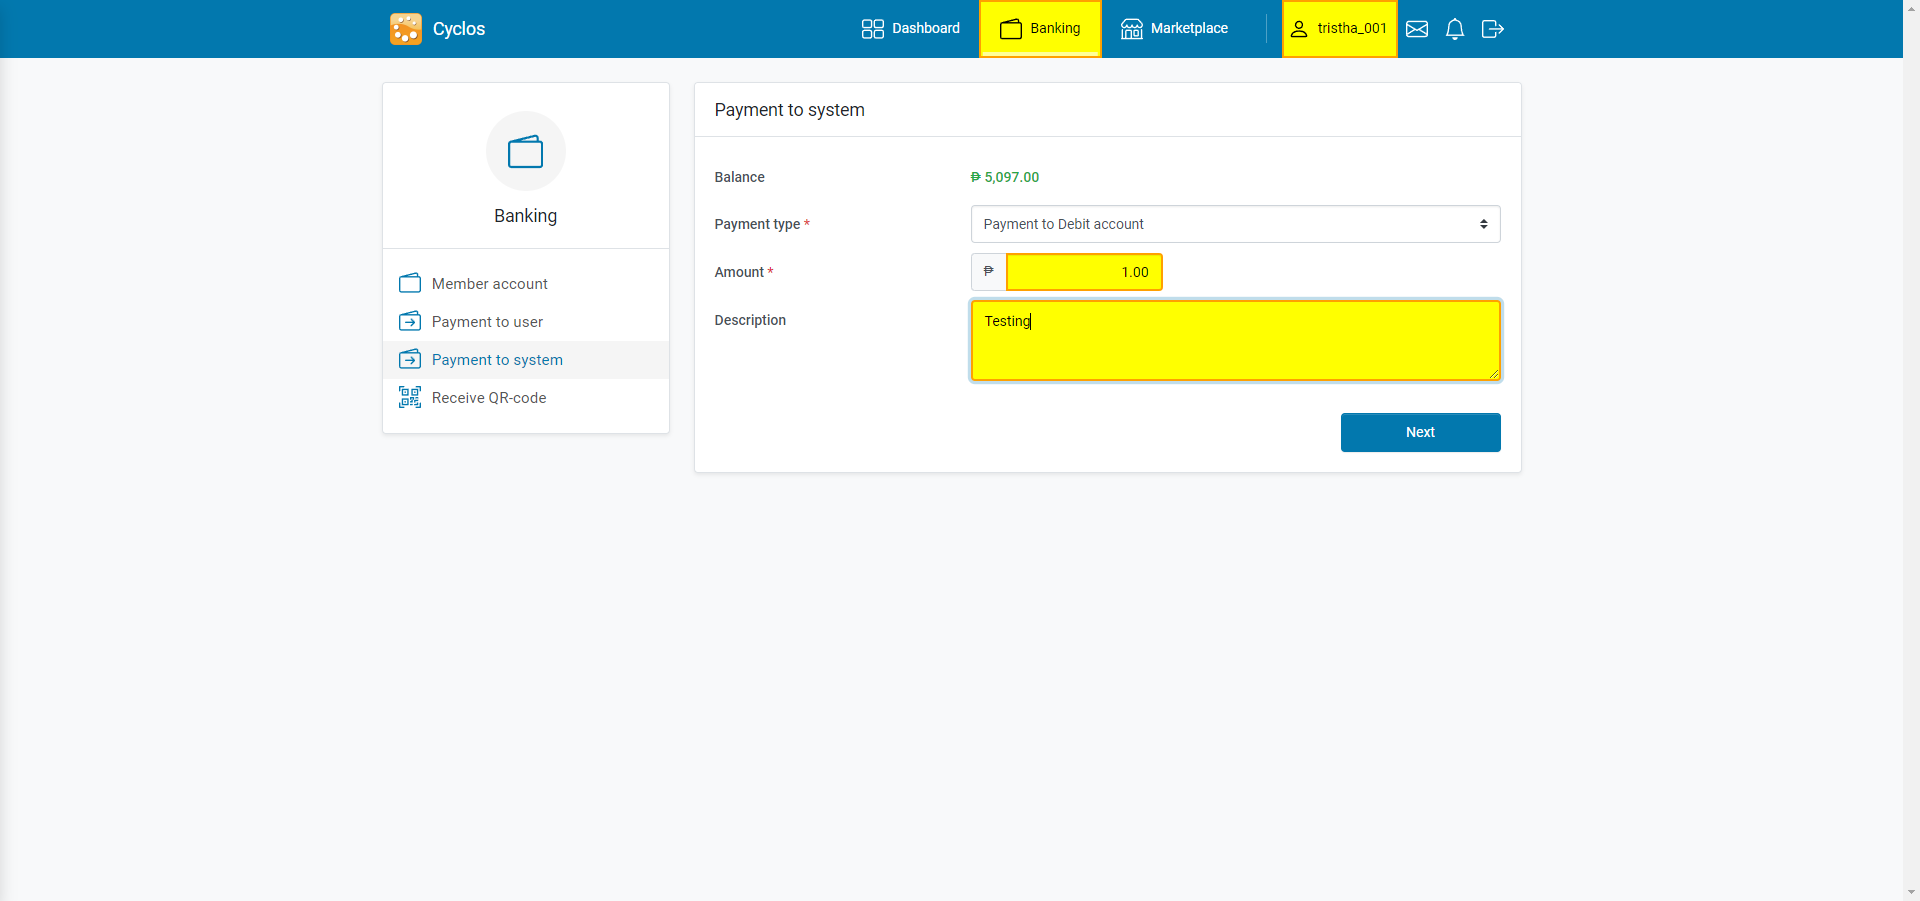 Cyclos
Dashboard
Banking
Marketplace
tristha_001
Banking
Member account
Payment to user
Payment to system
Receive QR-code
Payment to system
Balance
₱ 5,097.00
Payment type *
Payment to Debit account
Amount *
₱ 1.00
Description
Testing
Next